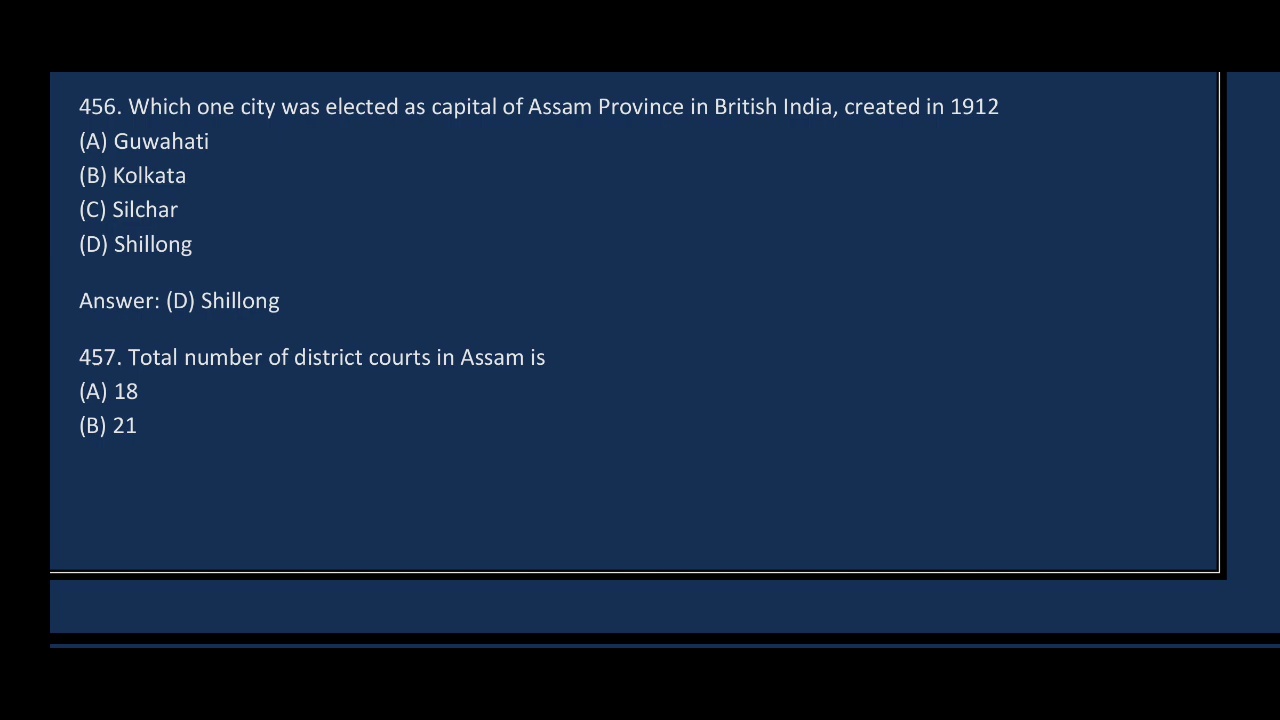 456. Which one city was elected as capital of Assam Province in British India, created in 1912
(A) Guwahati
(B) Kolkata
(C) Silchar
(D) Shillong
Answer: (D) Shillong
457. Total number of district courts in Assam is
(A) 18
(B) 21